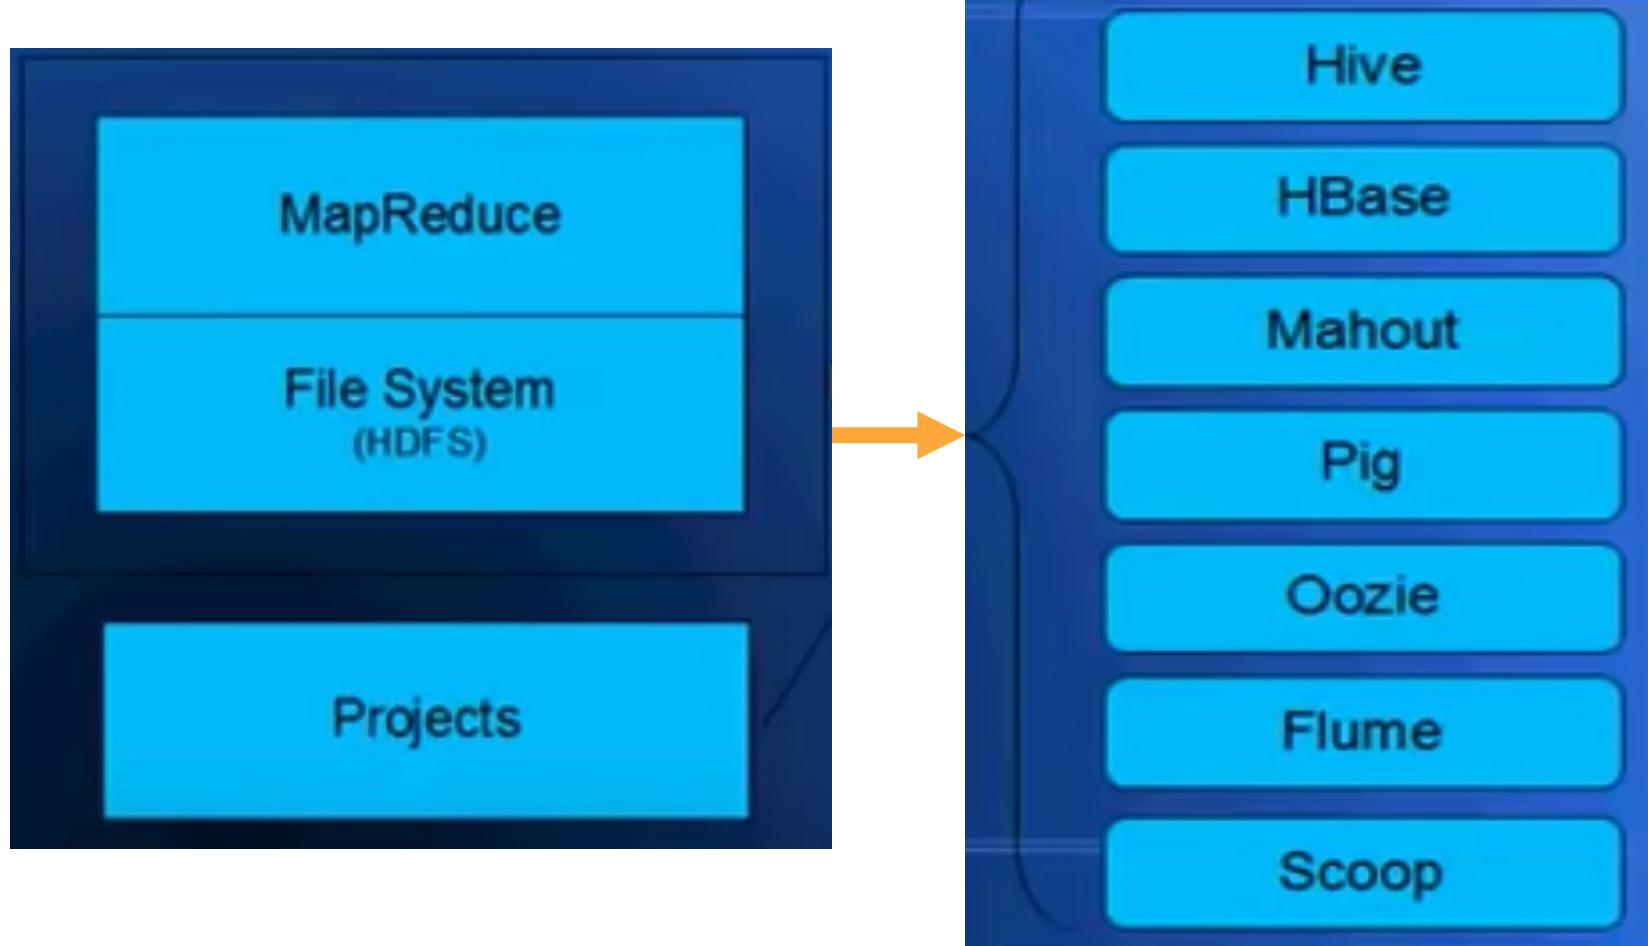 MapReduce
File System
(HDFS)
Projects
Hive
HBase
Mahout
Pig
Oozie
Flume
Scoop